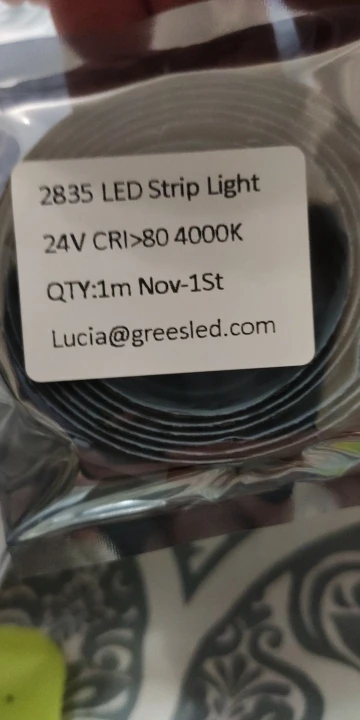 2835 LED Strip Light
24V CRI>80 4000K
QTY:1m Nov-1St
Lucia@greesled.com